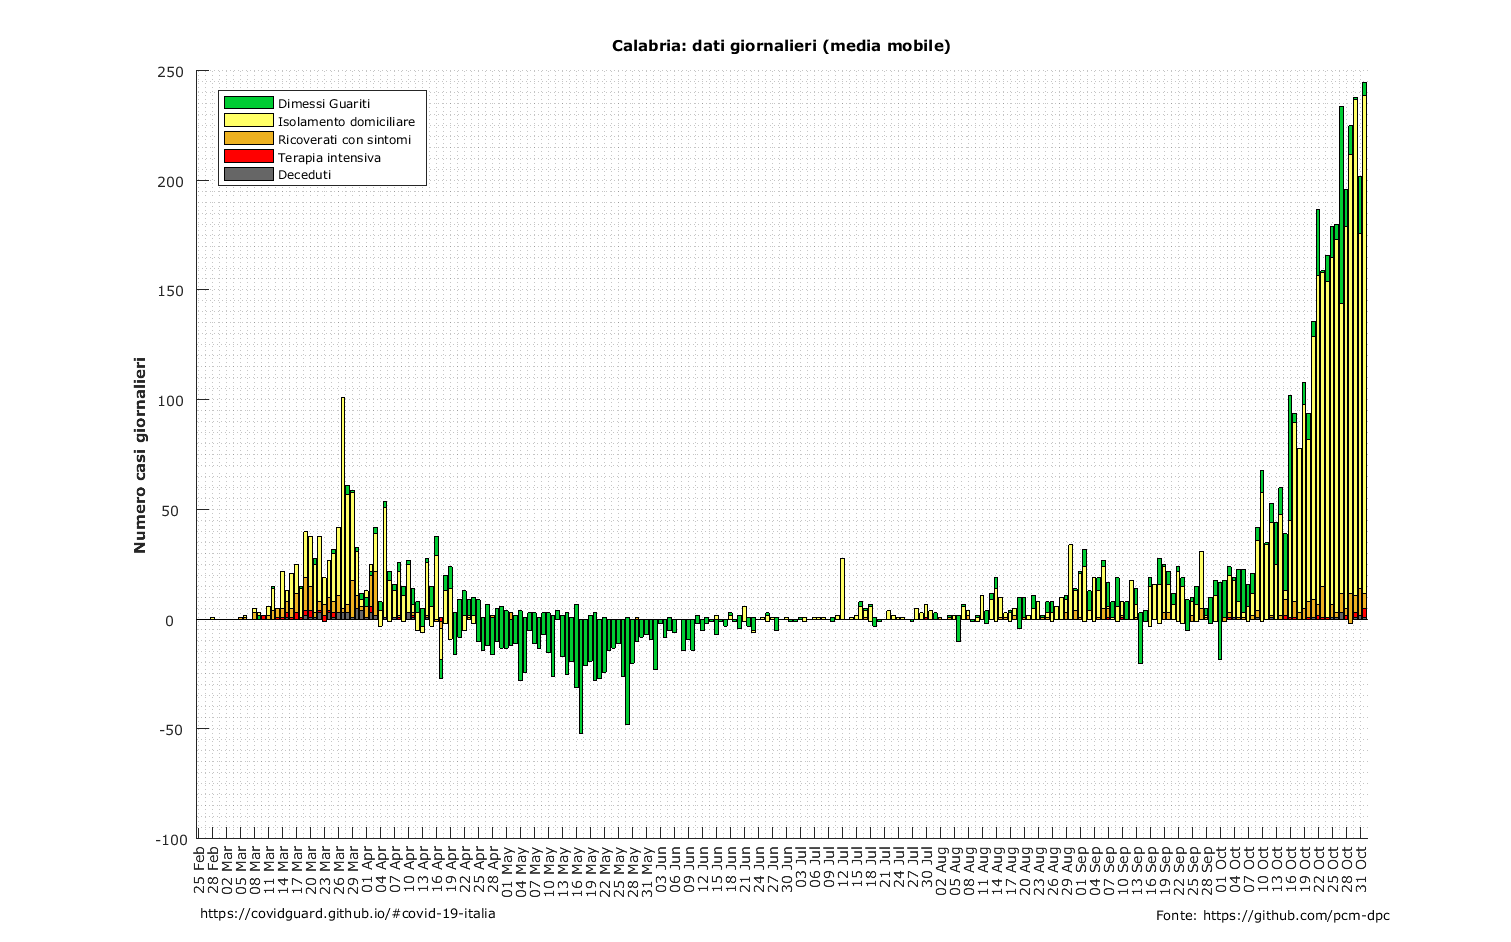 Calabria: dati giornalieri (media mobile)
250
200
150
100
50
0
-50
-100
Numero casi giornalieri
Dimessi Guariti
Isolamento domiciliare
Ricoverati con sintomi
Terapia intensiva
Deceduti
25 Feb
28 Feb
02 Mar
05 Mar
08 Mar
11 Mar
14 Mar
17 Mar
20 Mar
23 Mar
26 Mar
29 Mar
01 Apr
04 Apr
07 Apr
10 Apr
13 Apr
16 Apr
19 Apr
22 Apr
25 Apr
28 Apr
01 May
04 May
07 May
10 May
13 May
16 May
19 May
22 May
25 May
28 May
31 May
03 Jun
06 Jun
09 Jun
12 Jun
15 Jun
18 Jun
21 Jun
24 Jun
27 Jun
30 Jun
03 Jul
06 Jul
09 Jul
12 Jul
15 Jul
18 Jul
21 Jul
24 Jul
27 Jul
30 Jul
02 Aug
05 Aug
08 Aug
11 Aug
14 Aug
17 Aug
20 Aug
23 Aug
26 Aug
29 Aug
01 Sep
04 Sep
07 Sep
10 Sep
13 Sep
16 Sep
19 Sep
22 Sep
25 Sep
28 Sep
01 Oct
04 Oct
07 Oct
10 Oct
13 Oct
16 Oct
19 Oct
22 Oct
25 Oct
28 Oct
31 Oct
https://covidguard.github.io/#covid-19-italia
Fonte: https://github.com/pcm-dpc